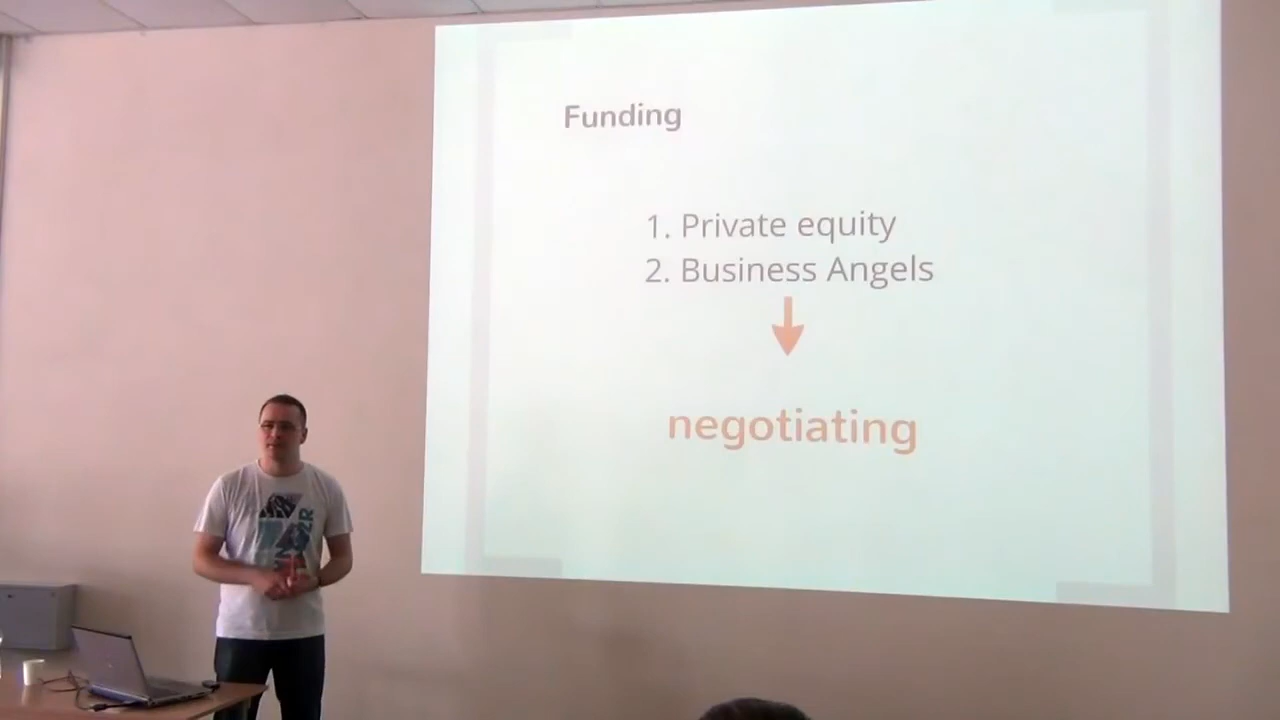 Funding
1. Private equity
2. Business Angels
negotiating